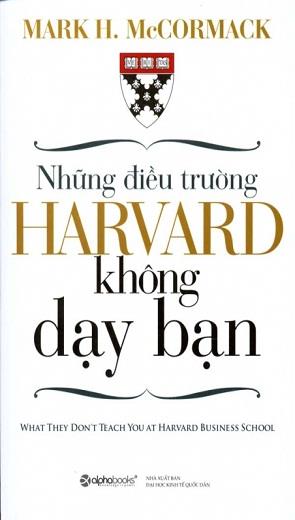 MARK H. McCORMACK
Những điều trường
HARVARD
không
dạy bạn
WHAT THEY DON'T TEACH YOU AT HARVARD BUSINESS SCHOOL
alphabooks
NHÀ XUẤT BẢN
ĐẠI HỌC KINH TẾ QUỐC DÂN